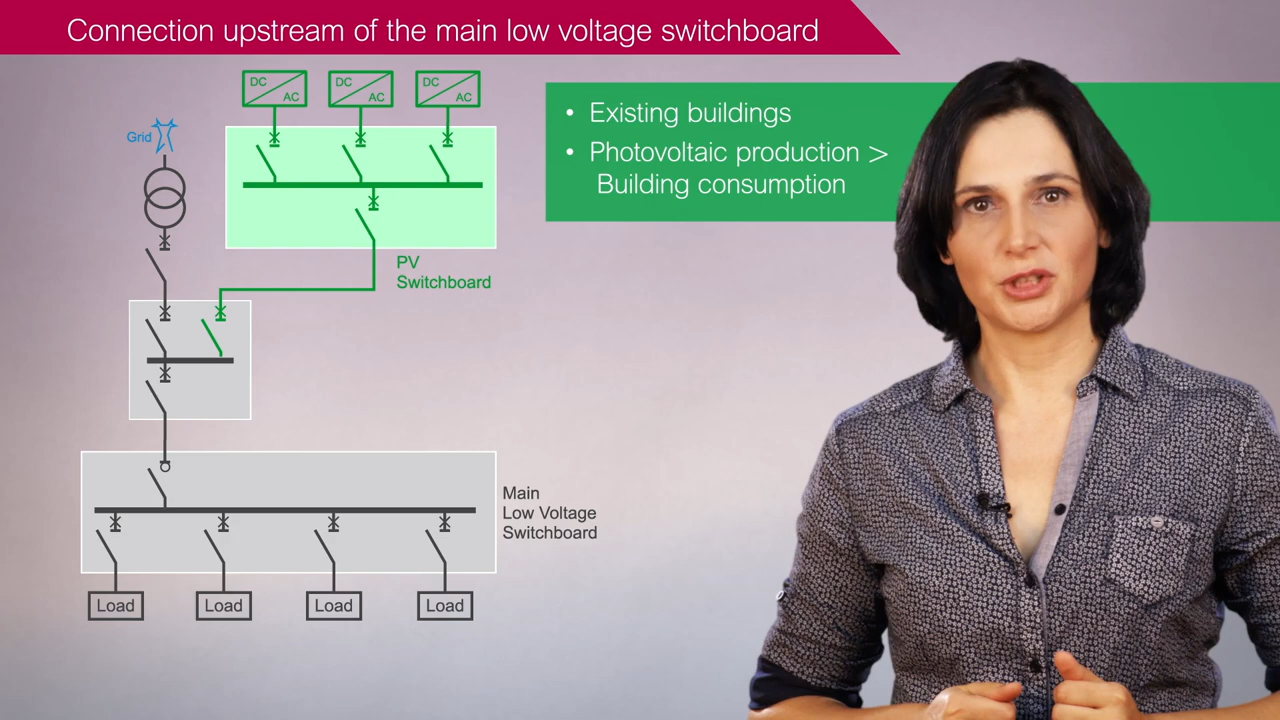 Connection upstream of the main low voltage switchboard
DC
AC
DC
AC
DC
AC
Grid
• Existing buildings
• Photovoltaic production >
Building consumption
PV
Switchboard
Main
Low Voltage
Switchboard
Load
Load
Load
Load